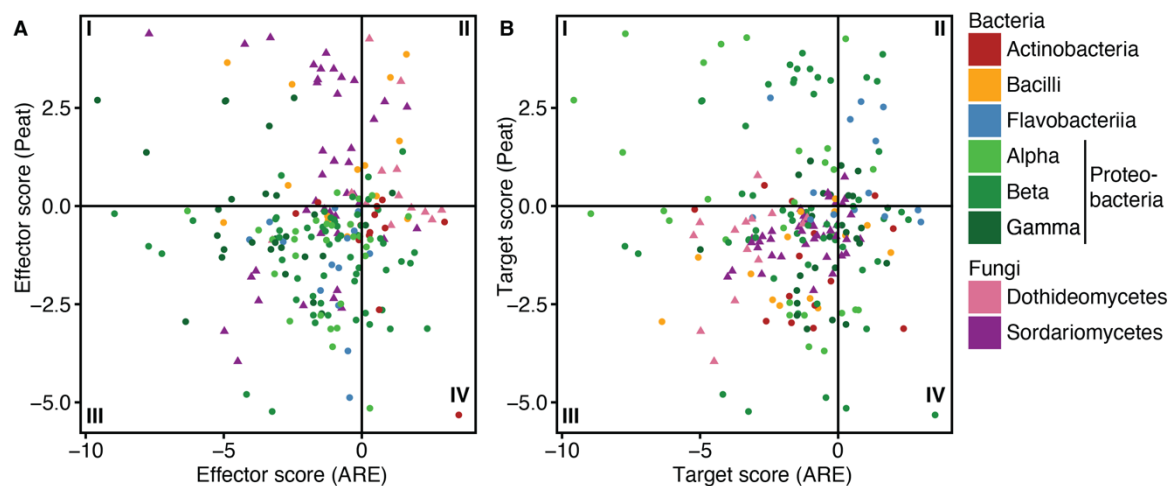 A
I
II
III
IV
Effector score (Peat)
2.5
0.0
−2.5
−5.0
−10
−5
0
Effector score (ARE)
B
I
II
III
IV
Target score (Peat)
2.5
0.0
−2.5
−5.0
−10
−5
0
Target score (ARE)
Bacteria
Actinobacteria
Bacilli
Flavobacteriia
Alpha
Beta
Gamma
Proteo-
bacteria
Fungi
Dothideomycetes
Sordariomycetes